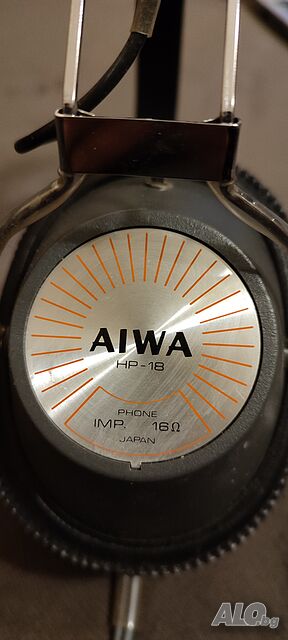 AIWA
HP-18
PHONE
IMP. 16Ω
JAPAN
ALO.bg